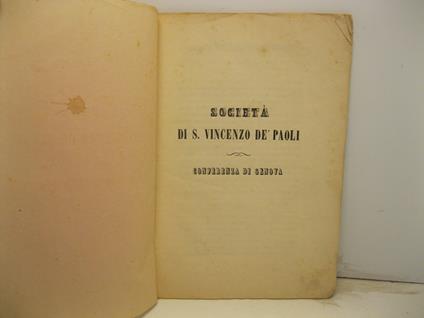 SOCIETÀ
DI S. VINCENZO DE' PAOLI
CONFERENZA DI GENOVA